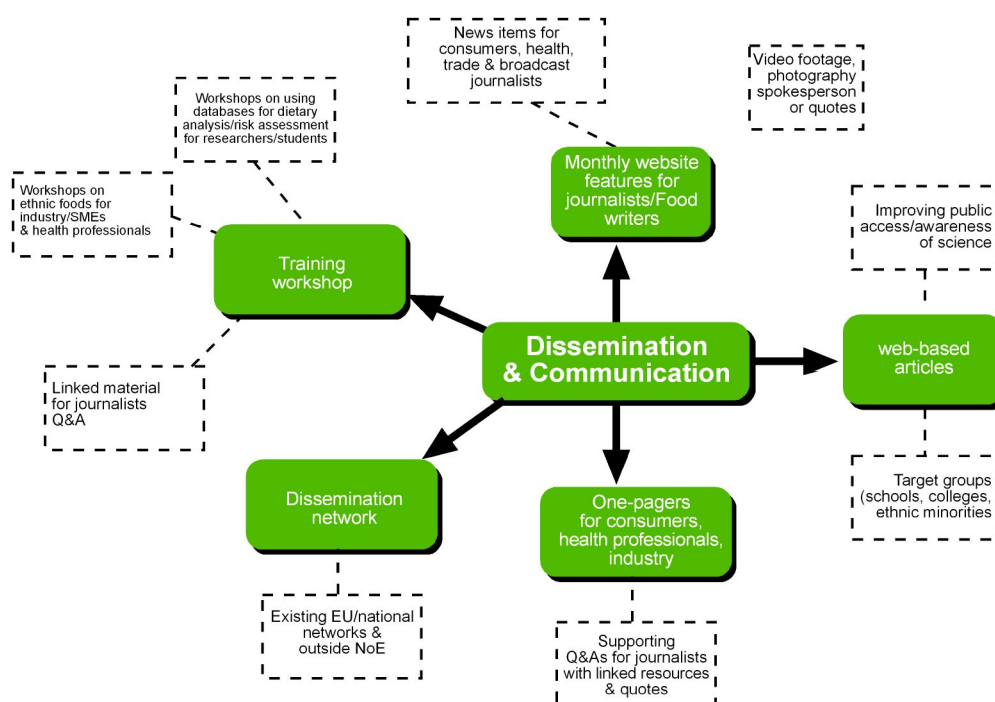 News items for
consumers, health,
trade & broadcast
journalists
Video footage,
photography
spokesperson
or quotes
Workshops on using
databases for dietary
analysis/risk assessment
for researchers/students
Monthly website
features for
journalists/Food
writers
Workshops on
ethnic foods for
industry/SMEs
& health professionals
Improving public
access/awareness
of science
Training
workshop
Dissemination
& Communication
web-based
articles
Linked material
for journalists
Q&A
Dissemination
network
One-pagers
for consumers,
health professionals,
industry
Target groups
(schools, colleges,
ethnic minorities)
Existing EU/national
networks &
outside NoE
Supporting
Q&As for journalists
with linked resources
& quotes